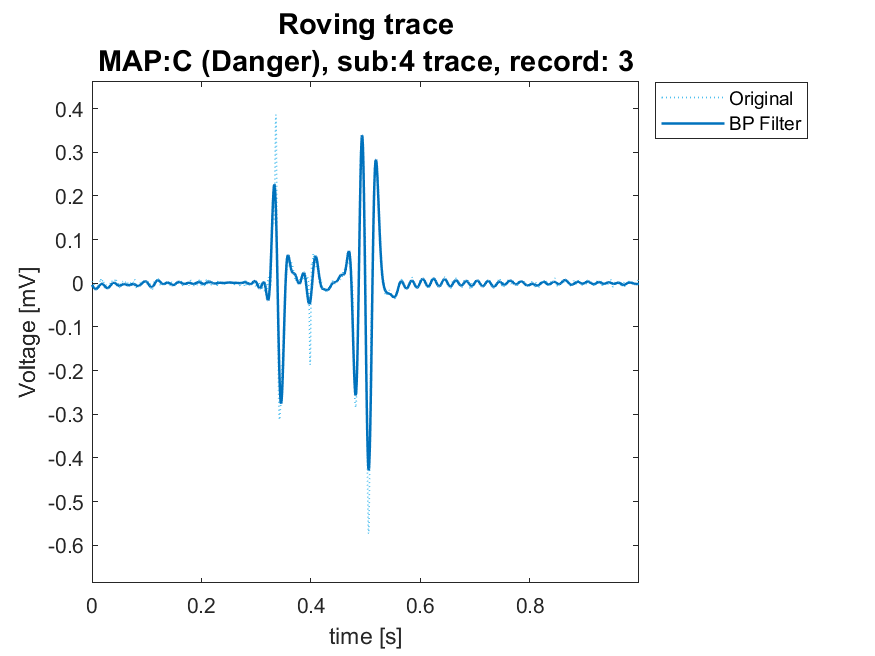 Roving trace
MAP:C (Danger), sub:4 trace, record: 3
Original
BP Filter
0.4
0.3
0.2
0.1
0
-0.1
-0.2
-0.3
-0.4
-0.5
-0.6
Voltage [mV]
0 0.2 0.4 0.6 0.8
time [s]